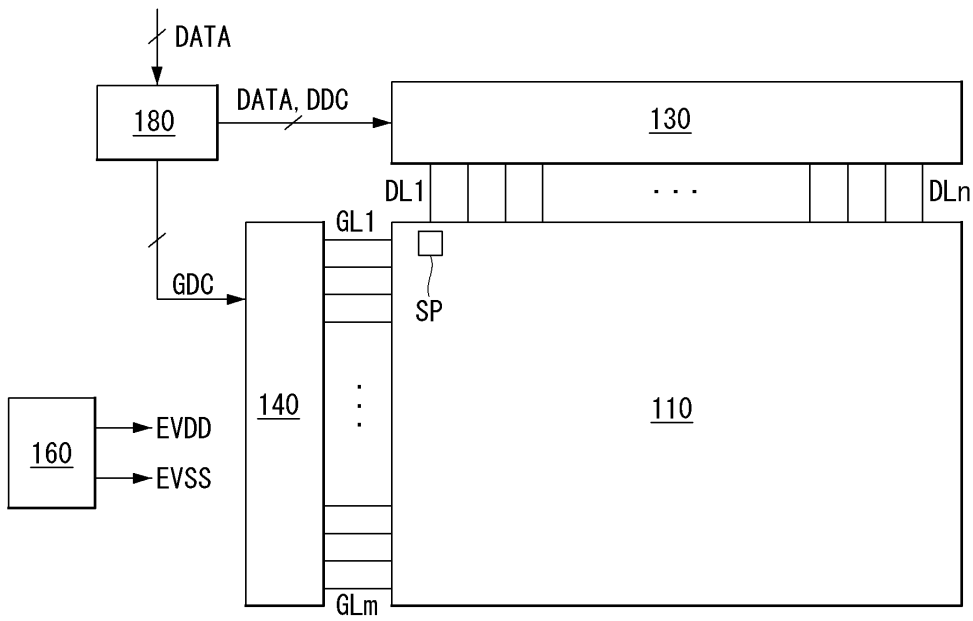 DATA
180
DATA, DDC
130
DL1
. . .
DLn
GL1
GDC
SP
140
110
160
EVDD
EVSS
GLm